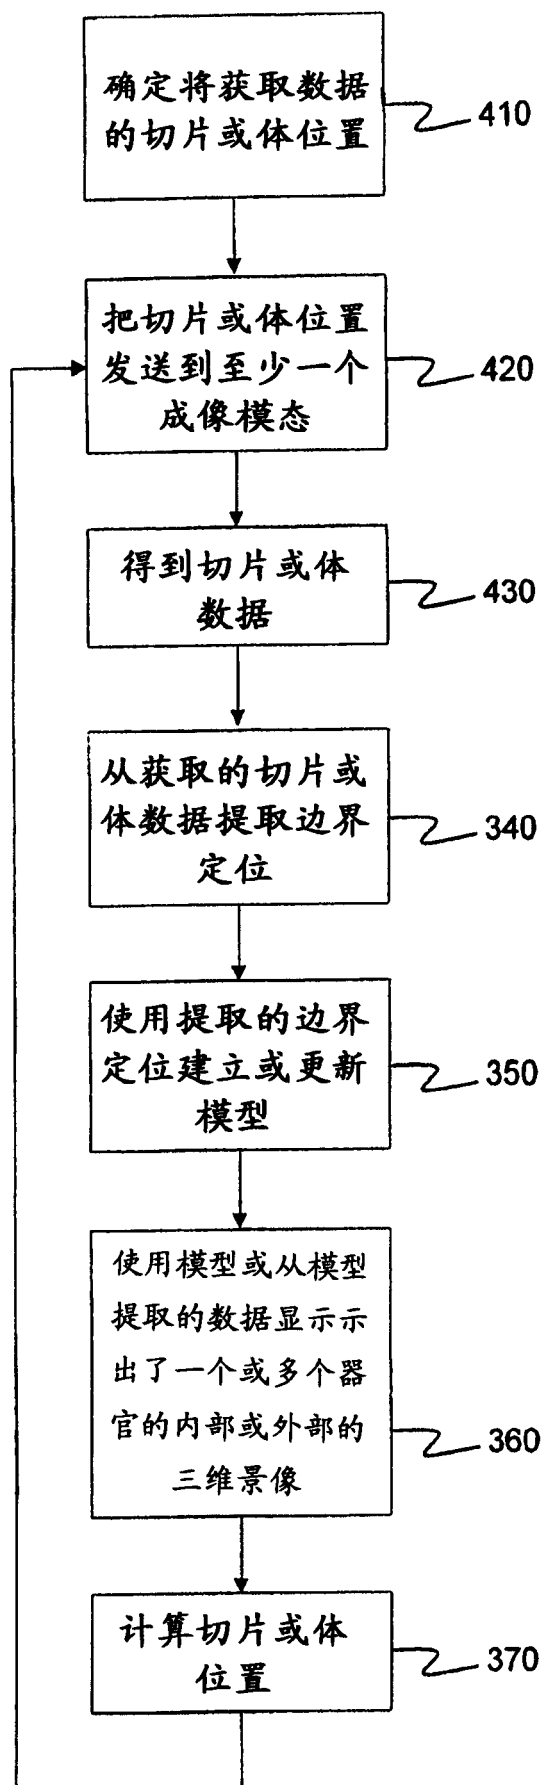 确定将获取数据
的切片或体位置
410
把切片或体位置
发送到至少一个
成像模态
420
得到切片或体
数据
430
从获取的切片或
体数据提取边界
定位
340
使用提取的边界
定位建立或更新
模型
350
使用模型或从模型
提取的数据显示示
出了一个或多个器
官的内部或外部的
三维景像
360
计算切片或体
位置
370